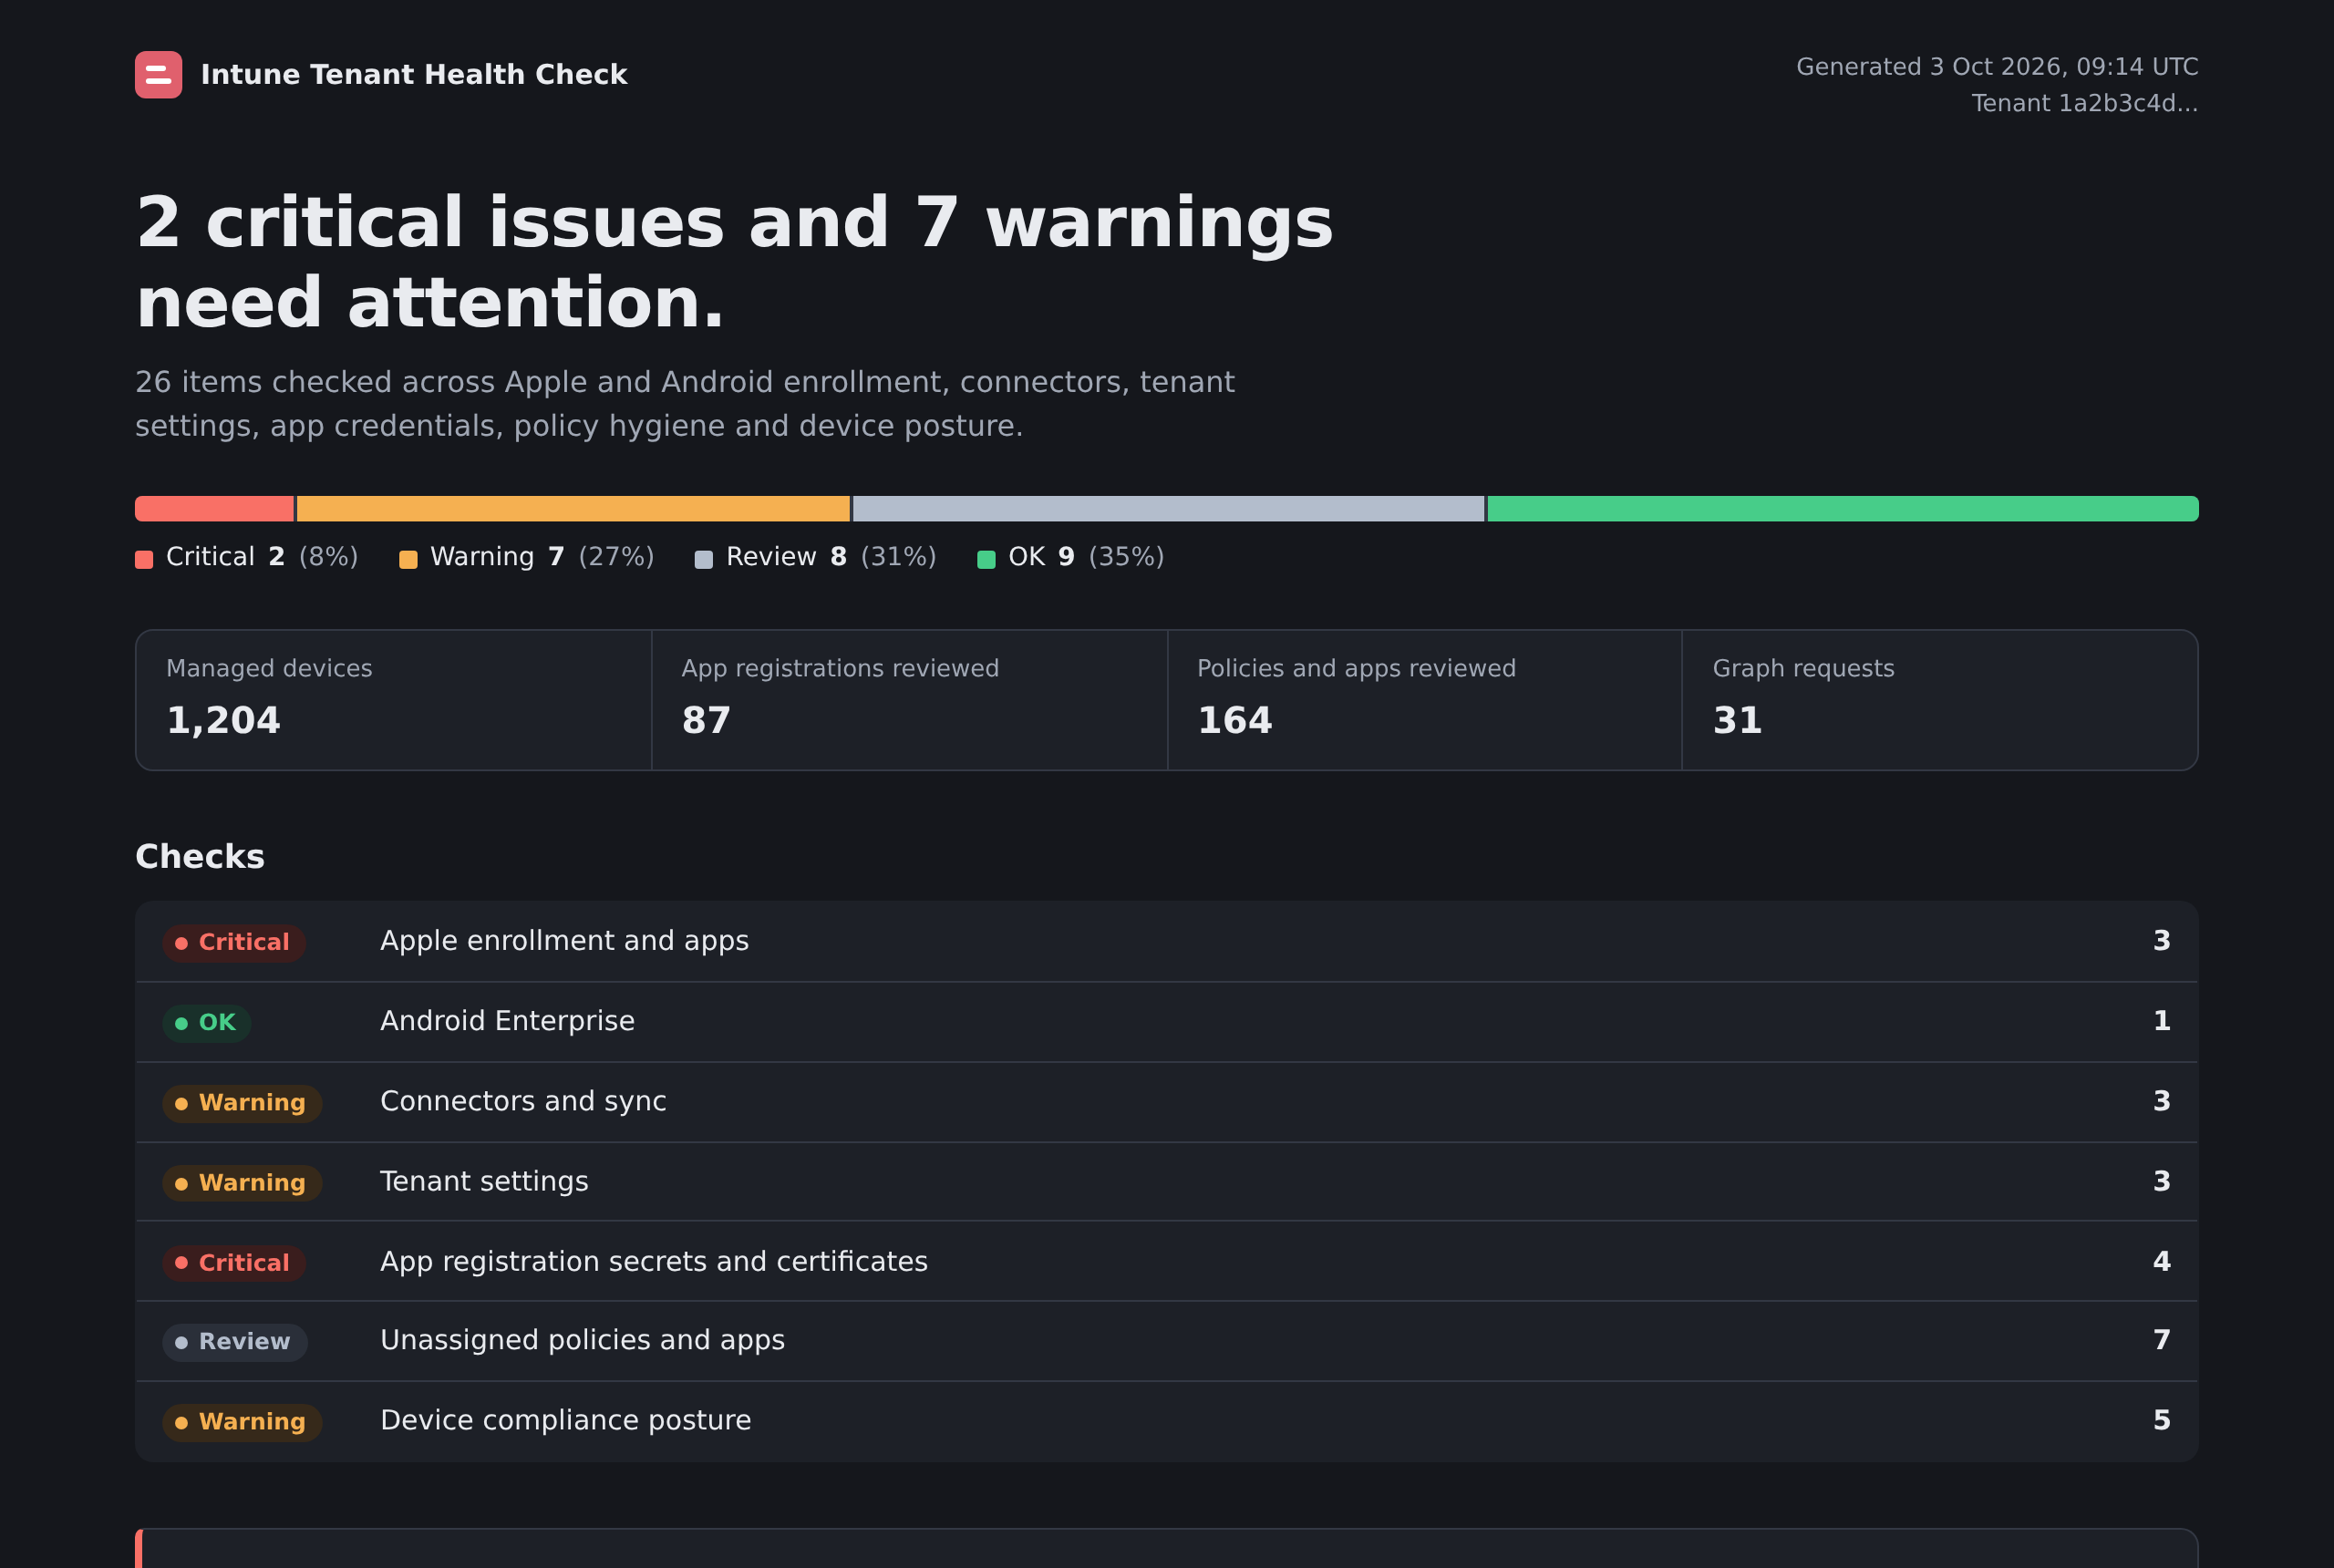 Intune Tenant Health Check
Generated 3 Oct 2026, 09:14 UTC
Tenant 1a2b3c4d...
2 critical issues and 7 warnings
need attention.
26 items checked across Apple and Android enrollment, connectors, tenant
settings, app credentials, policy hygiene and device posture.
Critical 2 (8%) Warning 7 (27%) Review 8 (31%) OK 9 (35%)
Managed devices
1,204
App registrations reviewed
87
Policies and apps reviewed
164
Graph requests
31
Checks
Critical Apple enrollment and apps 3
OK Android Enterprise 1
Warning Connectors and sync 3
Warning Tenant settings 3
Critical App registration secrets and certificates 4
Review Unassigned policies and apps 7
Warning Device compliance posture 5